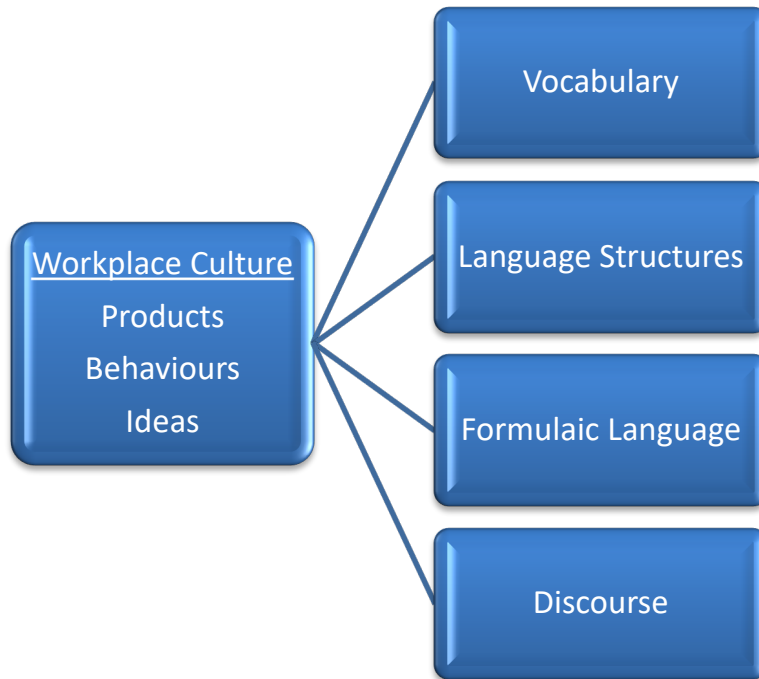 Workplace Culture
Products
Behaviours
Ideas
Vocabulary
Language Structures
Formulaic Language
Discourse